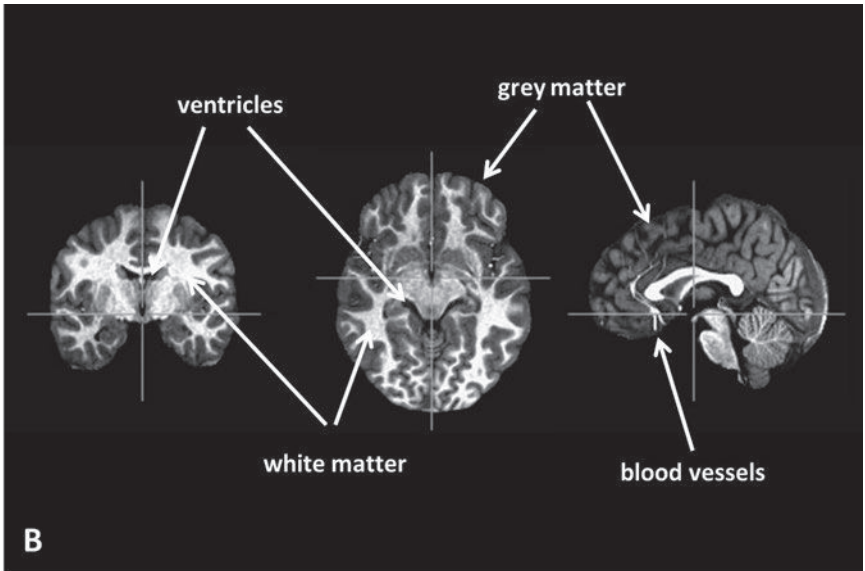 grey matter
ventricles
white matter
blood vessels
B